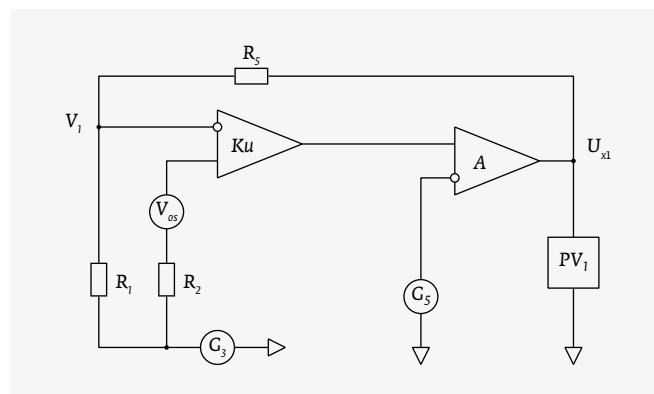 R₅
V₁
Ku
A
Uₓ₁
Vₒₛ
PV₁
R₁
R₂
G₅
G₃